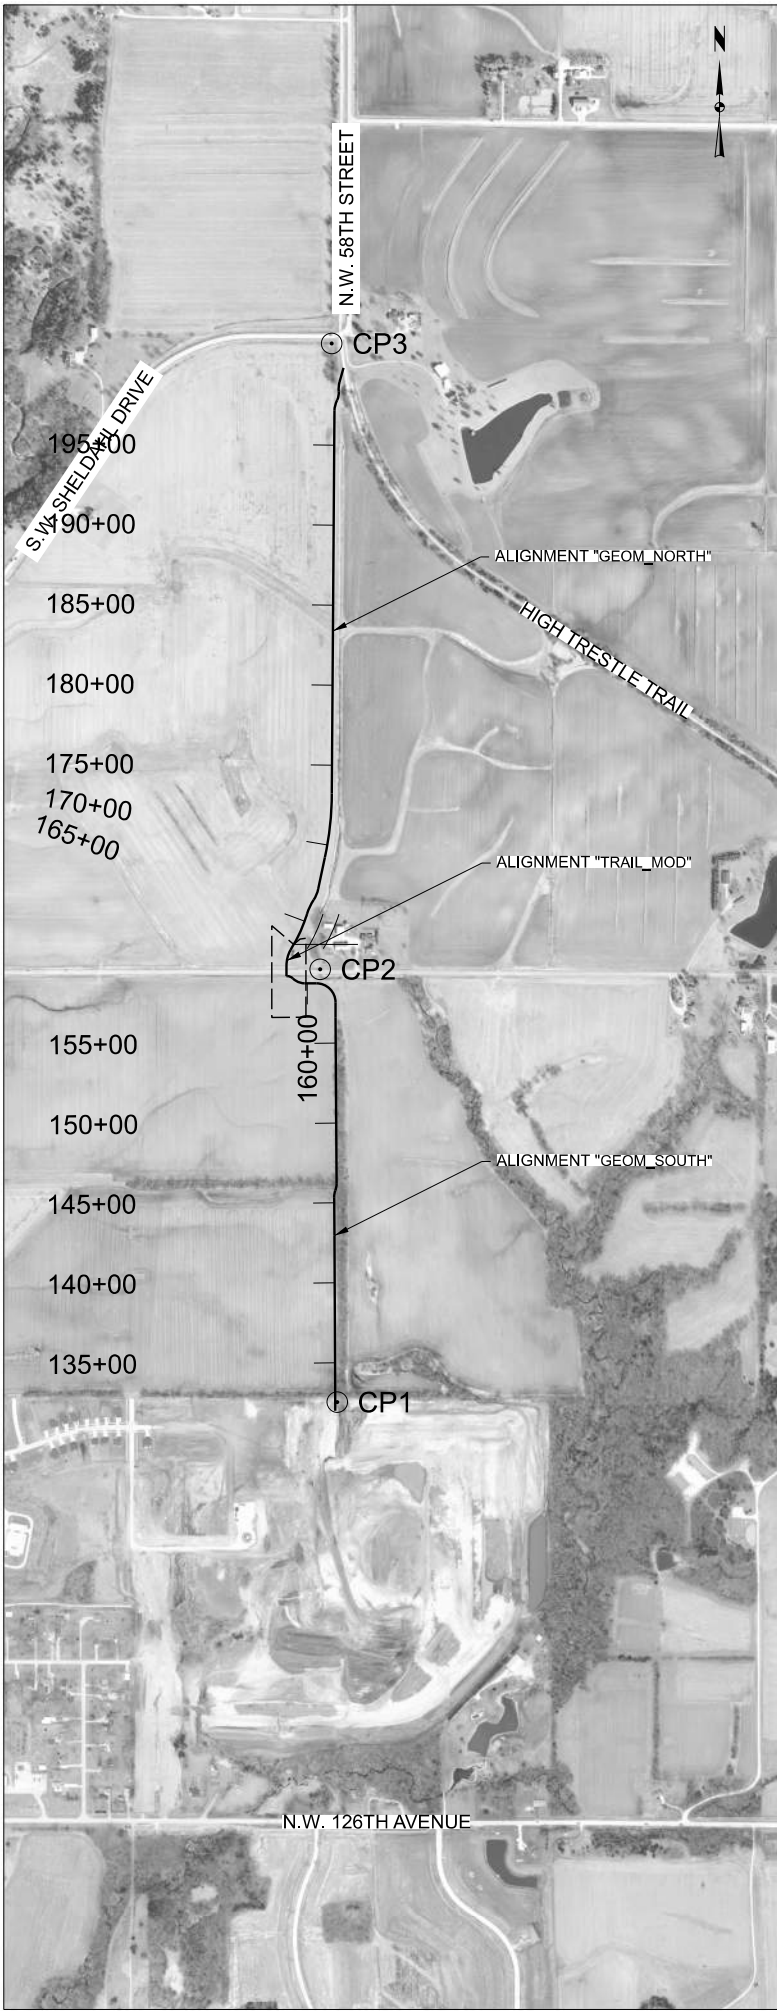 N
N.W. 58TH STREET
CP3
S.W. SHELDAHL DRIVE
195+00
190+00
ALIGNMENT "GEOM_NORTH"
185+00
HIGH TRESTLE TRAIL
180+00
175+00
170+00
165+00
ALIGNMENT "TRAIL_MOD"
CP2
160+00
155+00
150+00
ALIGNMENT "GEOM_SOUTH"
145+00
140+00
135+00
CP1
N.W. 126TH AVENUE